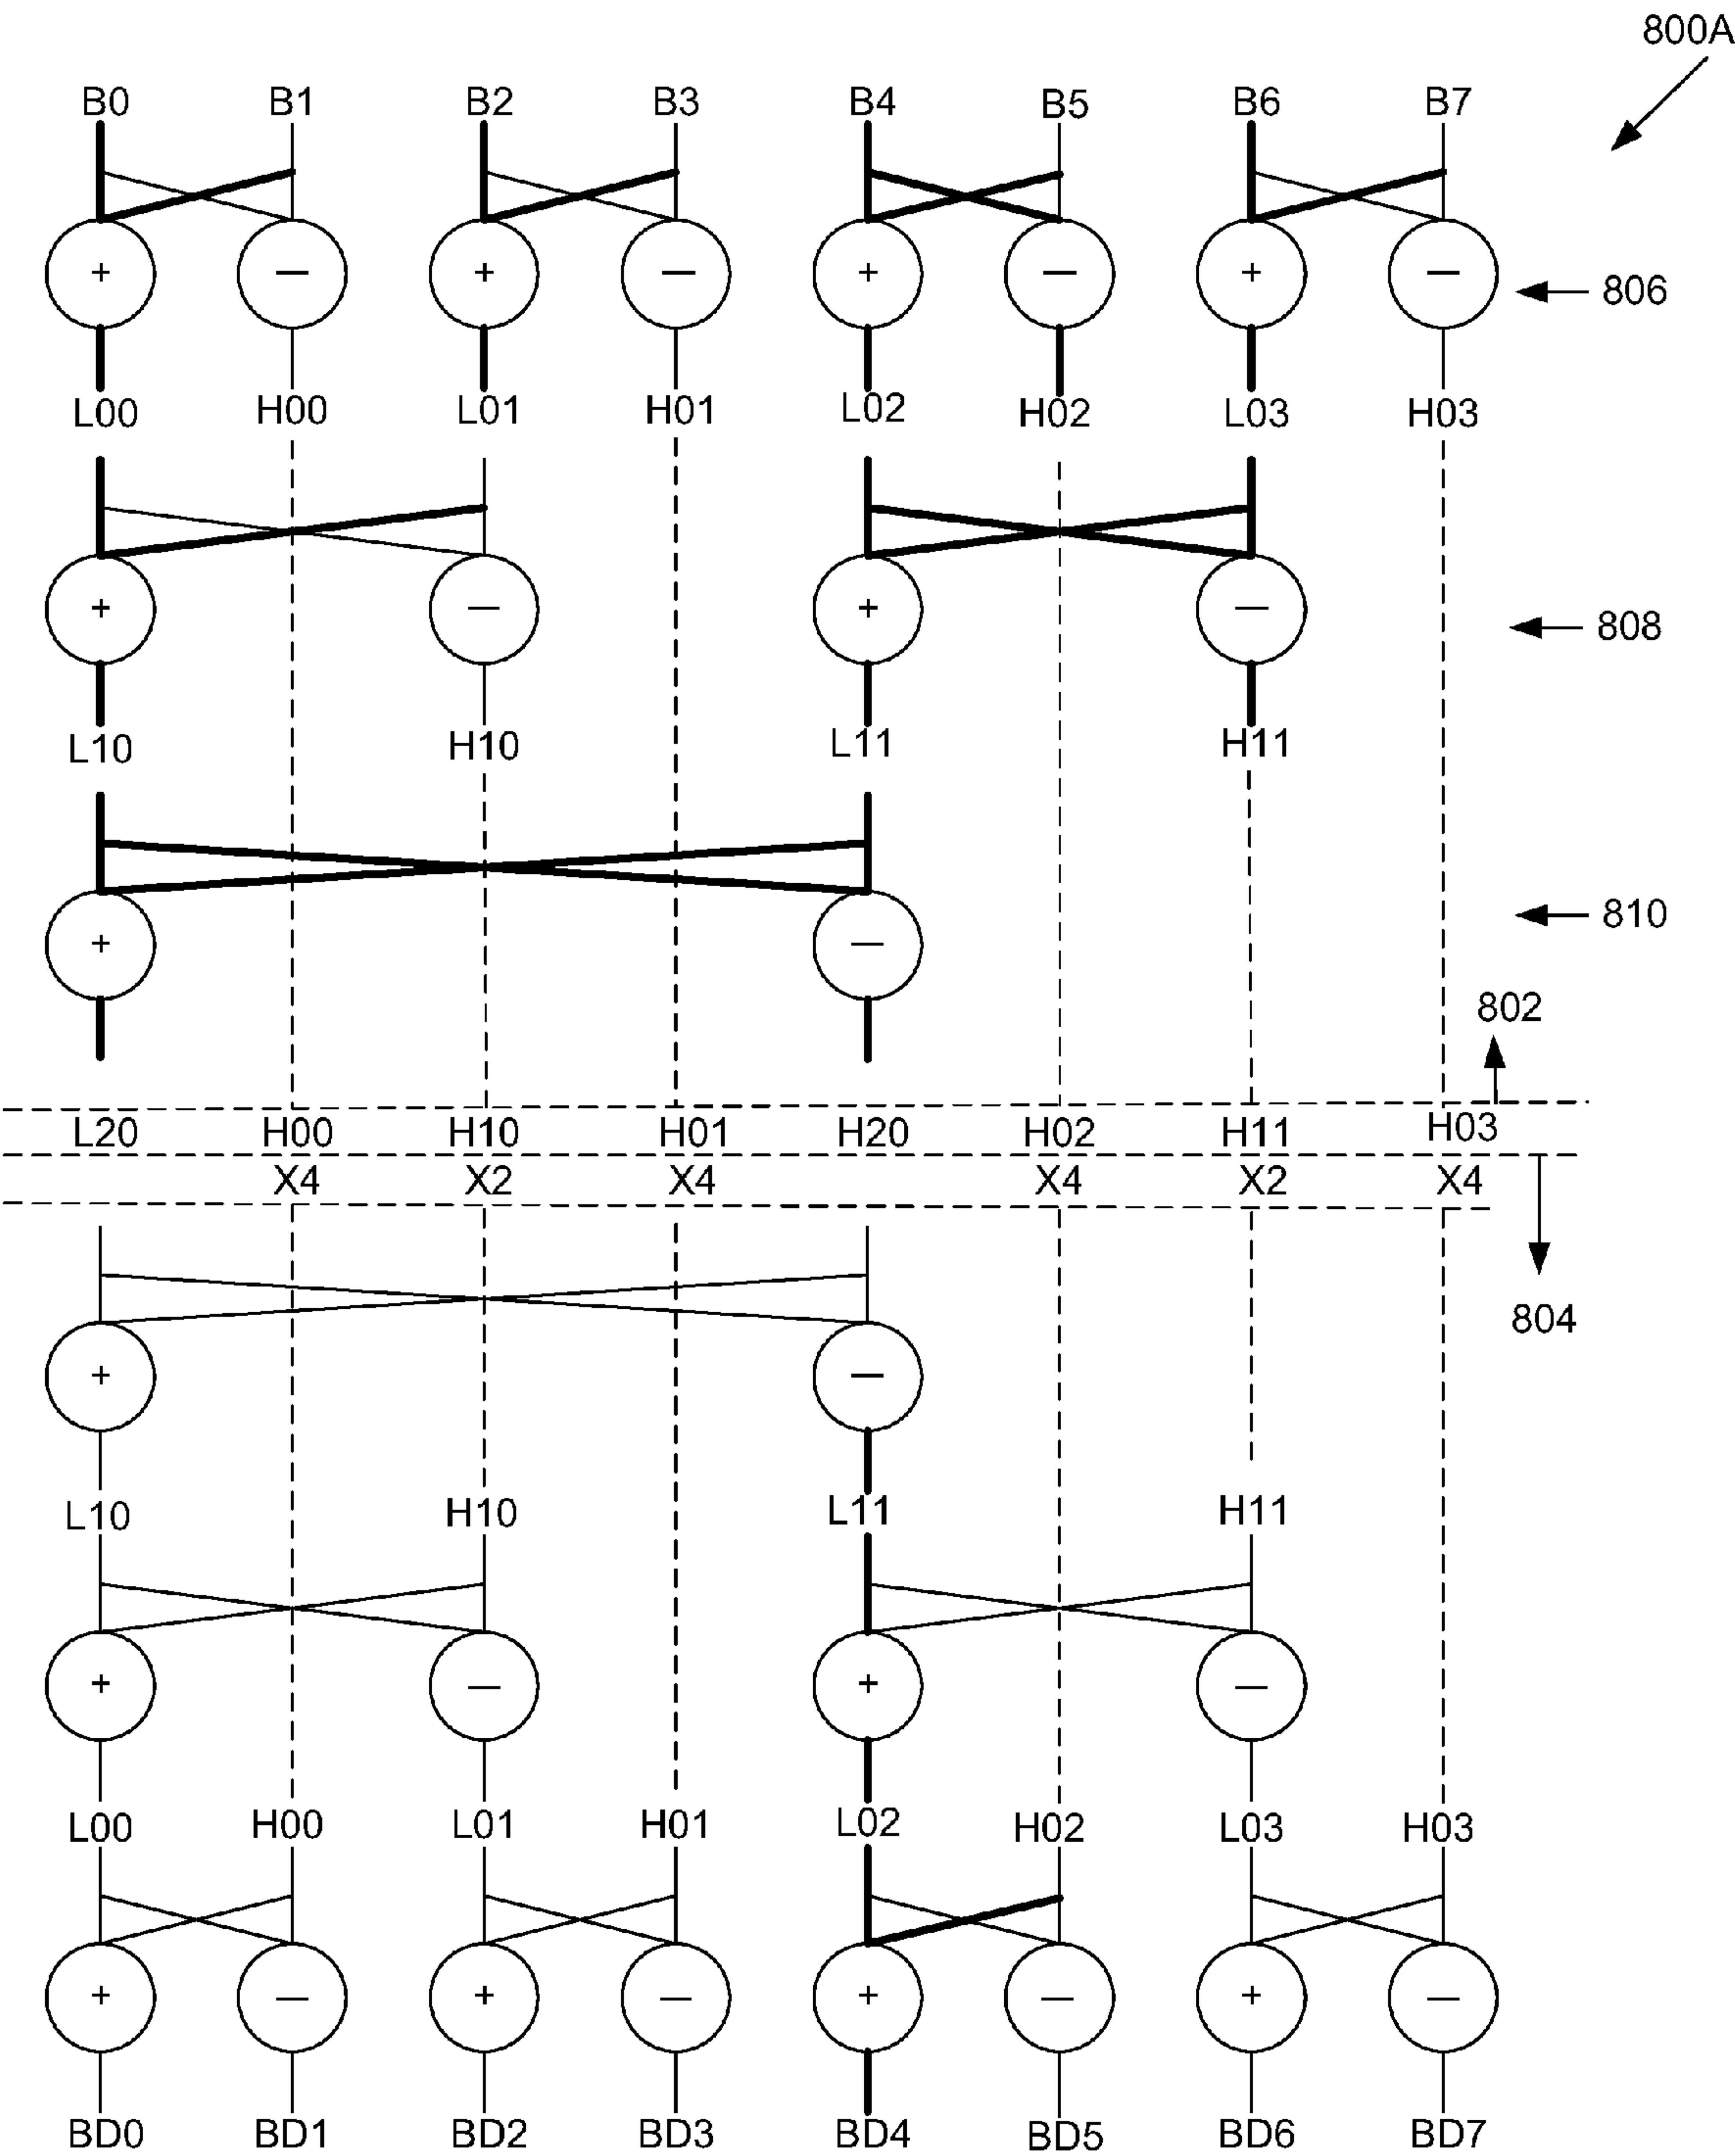 800A
B0 B1 B2 B3 B4 B5 B6 B7
+ — + — + — + —
806
L00 H00 L01 H01 L02 H02 L03 H03
+ — + —
808
L10 H10 L11 H11
810
+ —
802
L20 H00 H10 H01 H20 H02 H11 H03
X4 X2 X4 X4 X2 X4
804
+ —
L10 H10 L11 H11
+ — + —
L00 H00 L01 H01 L02 H02 L03 H03
+ — + — + — + —
BD0 BD1 BD2 BD3 BD4 BD5 BD6 BD7